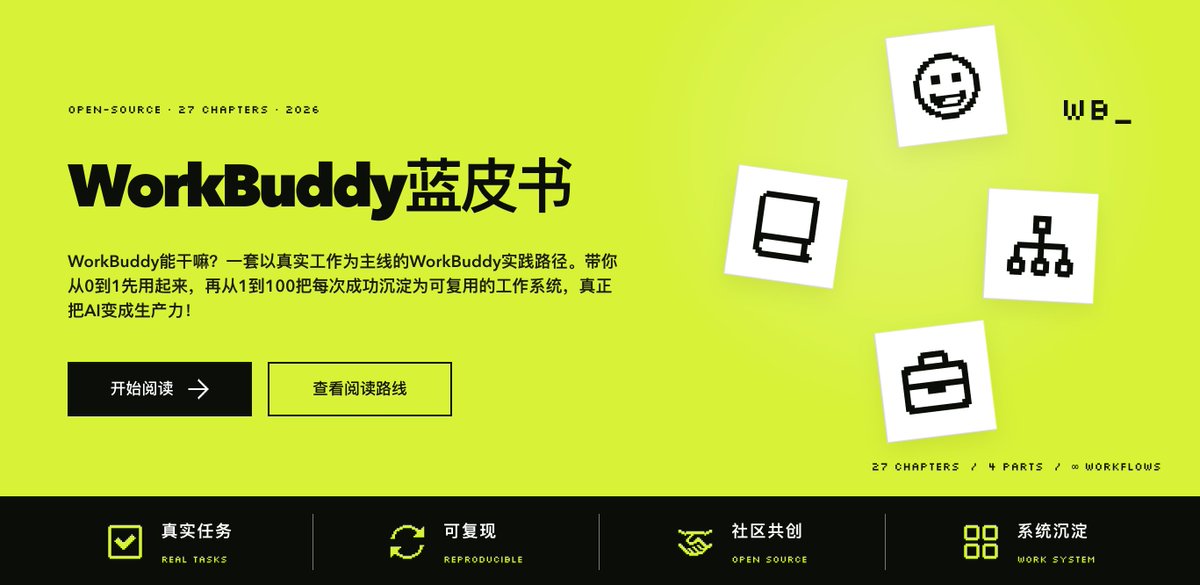 OPEN-SOURCE · 27 CHAPTERS · 2026
WB_
WorkBuddy蓝皮书
WorkBuddy能干嘛？一套以真实工作为主线的WorkBuddy实践路径。带你
从0到1先用起来，再从1到100把每次成功沉淀为可复用的工作系统，真正
把AI变成生产力！
开始阅读
查看阅读路线
27 CHAPTERS / 4 PARTS / ∞ WORKFLOWS
真实任务
REAL TASKS
可复现
REPRODUCIBLE
社区共创
OPEN SOURCE
系统沉淀
WORK SYSTEM